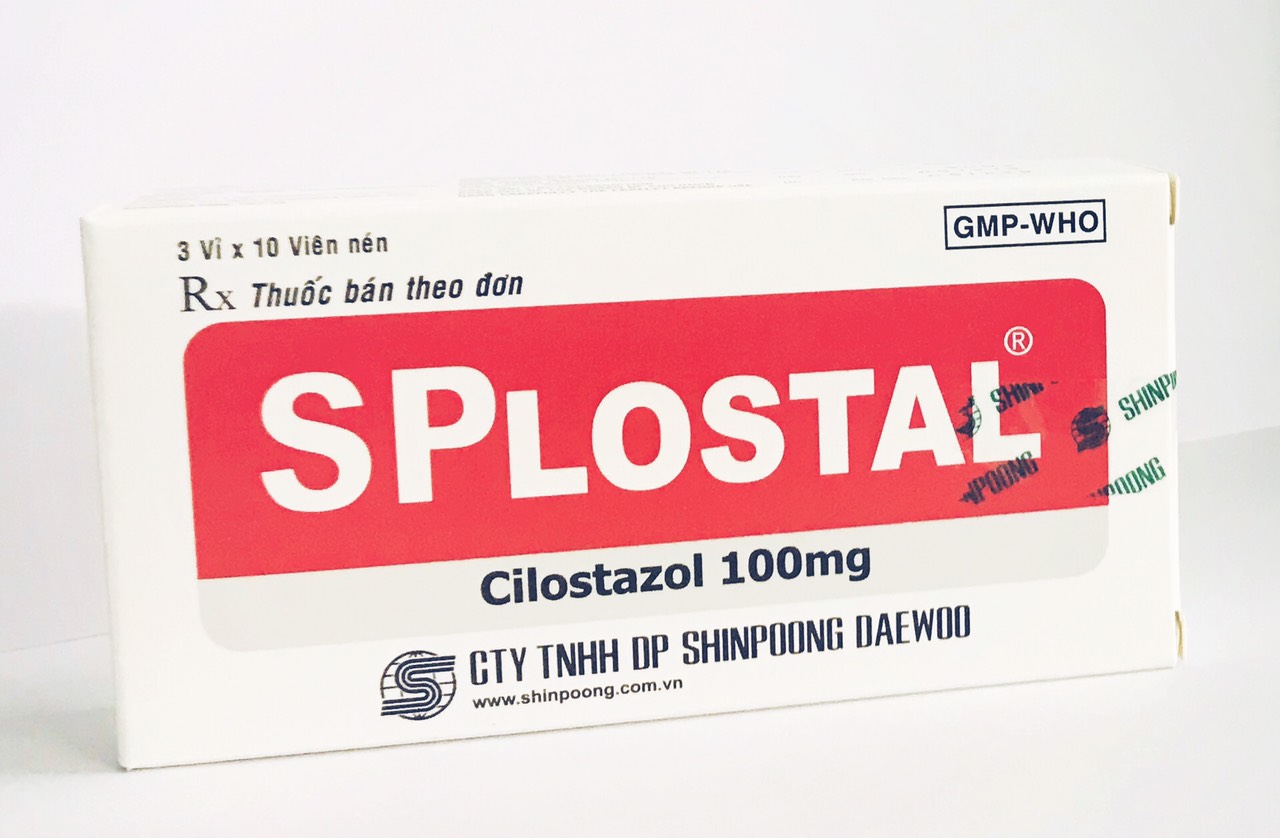 3 Vỉ x 10 Viên nén
GMP-WHO
Rx Thuốc bán theo đơn
SPLOSTAL®
SHINPOONG
Cilostazol 100mg
CTY TNHH DP SHINPOONG DAEWOO
www.shinpoong.com.vn